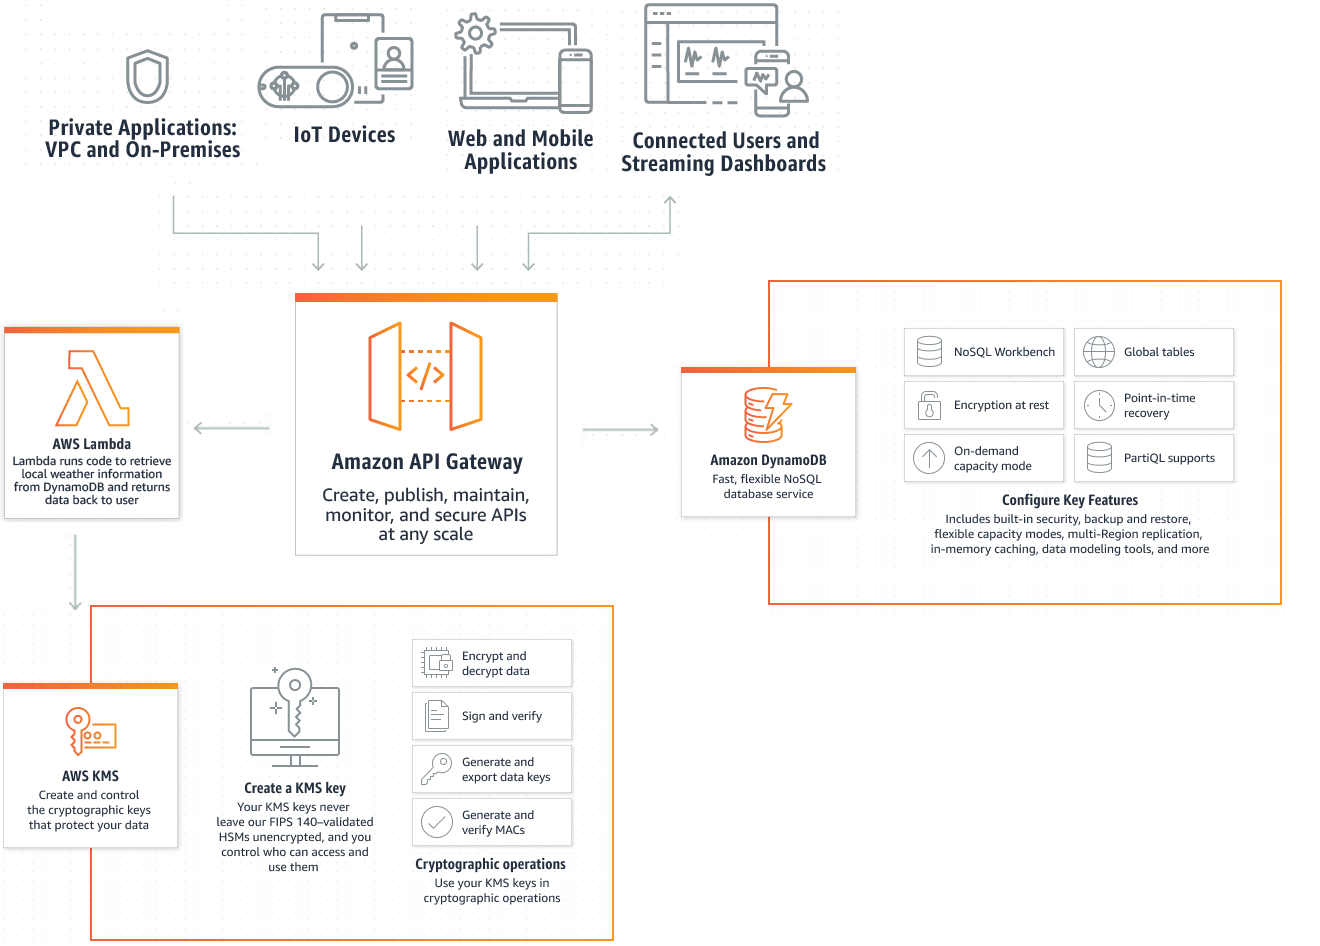 Private Applications:
VPC and On-Premises
IoT Devices
Web and Mobile
Applications
Connected Users and
Streaming Dashboards
AWS Lambda
Lambda runs code to retrieve
local weather information
from DynamoDB and returns
data back to user
</>
Amazon API Gateway
Create, publish, maintain,
monitor, and secure APIs
at any scale
Amazon DynamoDB
Fast, flexible NoSQL
database service
NoSQL Workbench
Global tables
Encryption at rest
Point-in-time
recovery
On-demand
capacity mode
PartiQL supports
Configure Key Features
Includes built-in security, backup and restore,
flexible capacity modes, multi-Region replication,
in-memory caching, data modeling tools, and more
AWS KMS
Create and control
the cryptographic keys
that protect your data
Create a KMS key
Your KMS keys never
leave our FIPS 140–validated
HSMs unencrypted, and you
control who can access and
use them
Encrypt and
decrypt data
Sign and verify
Generate and
export data keys
Generate and
verify MACs
Cryptographic operations
Use your KMS keys in
cryptographic operations